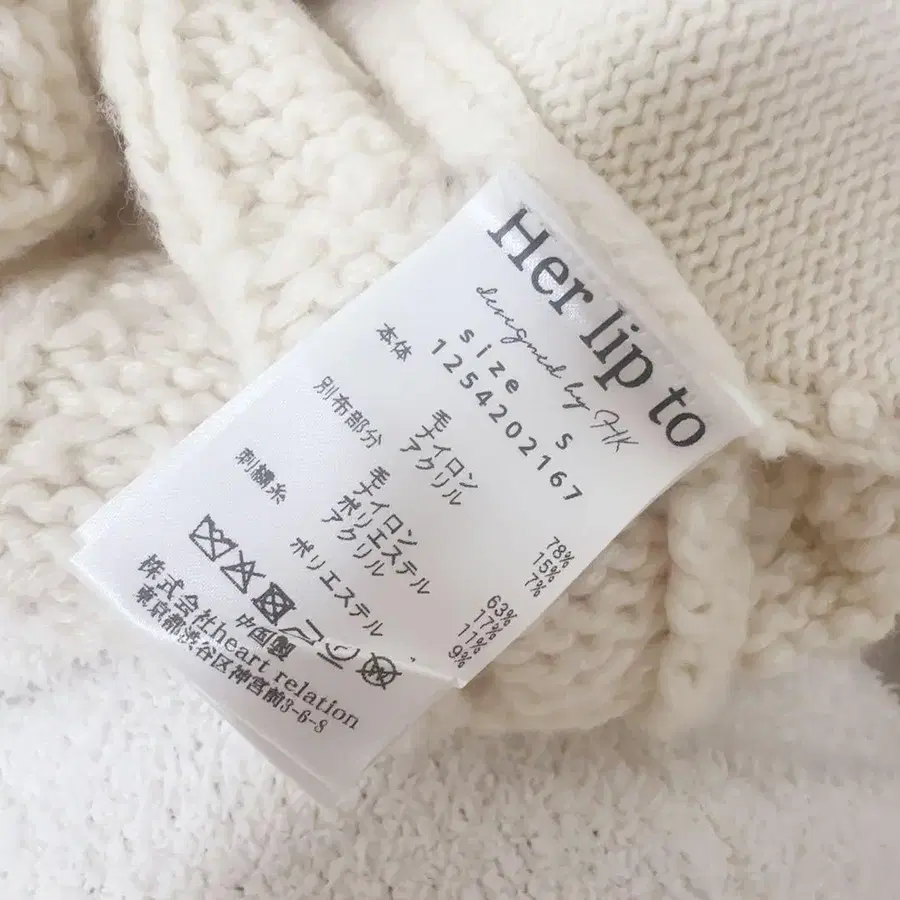 Her lip to
designed by HK
size S
125420216​7
本体
毛 78%
ナイロン 15%
アクリル 7%
別布部分
毛 63%
ナイロン 17%
ポリエステル 11%
アクリル 9%
刺繍糸
ポリエステル
中国製
株式会社heart relation
東京都渋谷区神宮前3-6-8